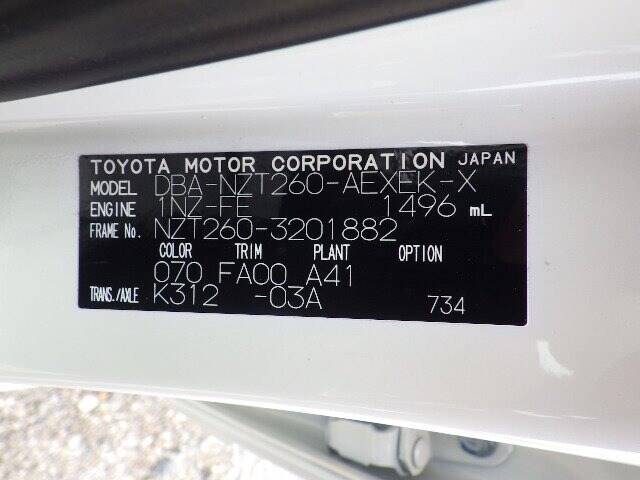 TOYOTA MOTOR CORPORATION JAPAN
MODEL DBA-NZT260-AEXEK-X
ENGINE 1NZ-FE 1496 mL
FRAME No. NZT260-3201882
COLOR TRIM PLANT OPTION
070 FA00 A41
TRANS./AXLE K312 -03A 734